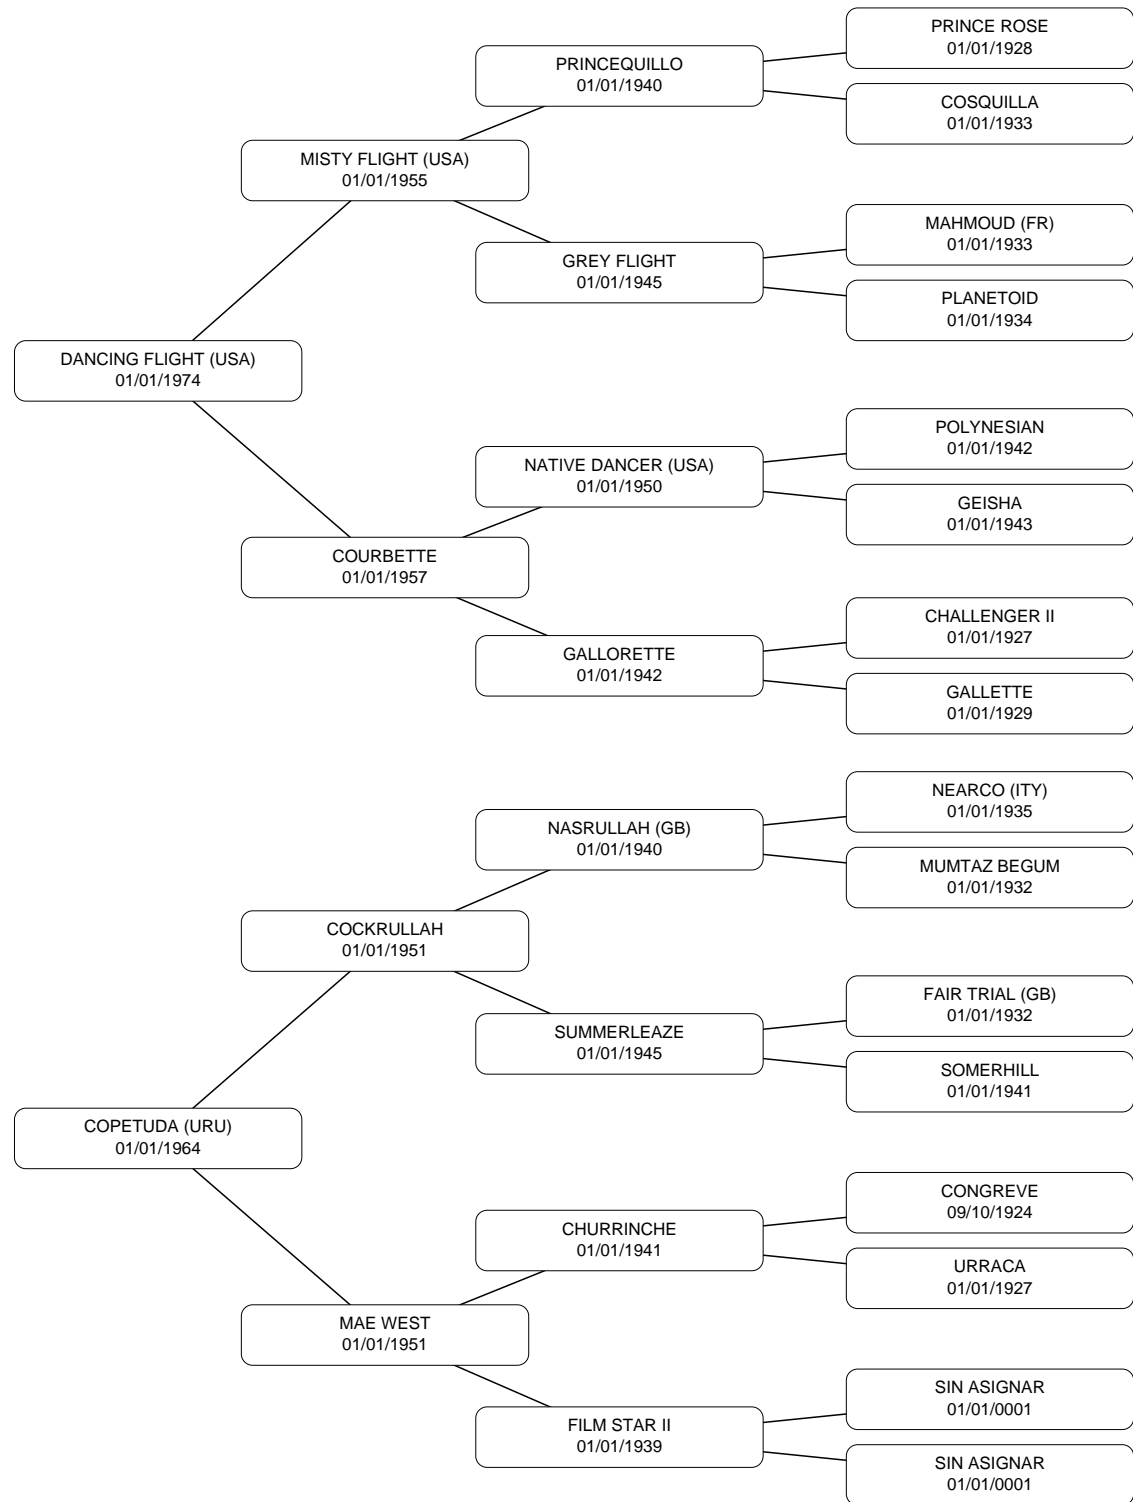 PRINCE ROSE
01/01/1928
PRINCEQUILLO
01/01/1940
COSQUILLA
01/01/1933
MISTY FLIGHT (USA)
01/01/1955
MAHMOUD (FR)
01/01/1933
GREY FLIGHT
01/01/1945
PLANETOID
01/01/1934
DANCING FLIGHT (USA)
01/01/1974
POLYNESIAN
01/01/1942
NATIVE DANCER (USA)
01/01/1950
GEISHA
01/01/1943
COURBETTE
01/01/1957
CHALLENGER II
01/01/1927
GALLORETTE
01/01/1942
GALLETTE
01/01/1929
NEARCO (ITY)
01/01/1935
NASRULLAH (GB)
01/01/1940
MUMTAZ BEGUM
01/01/1932
COCKRULLAH
01/01/1951
FAIR TRIAL (GB)
01/01/1932
SUMMERLEAZE
01/01/1945
SOMERHILL
01/01/1941
COPETUDA (URU)
01/01/1964
CONGREVE
09/10/1924
CHURRINCHE
01/01/1941
URRACA
01/01/1927
MAE WEST
01/01/1951
SIN ASIGNAR
01/01/0001
FILM STAR II
01/01/1939
SIN ASIGNAR
01/01/0001